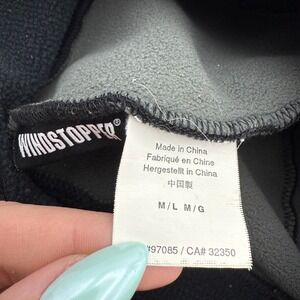 WINDSTOPPER®
Made in China
Fabriqué en Chine
Hergestellt in China
中国製
M/L M/G
#97085 / CA# 32350